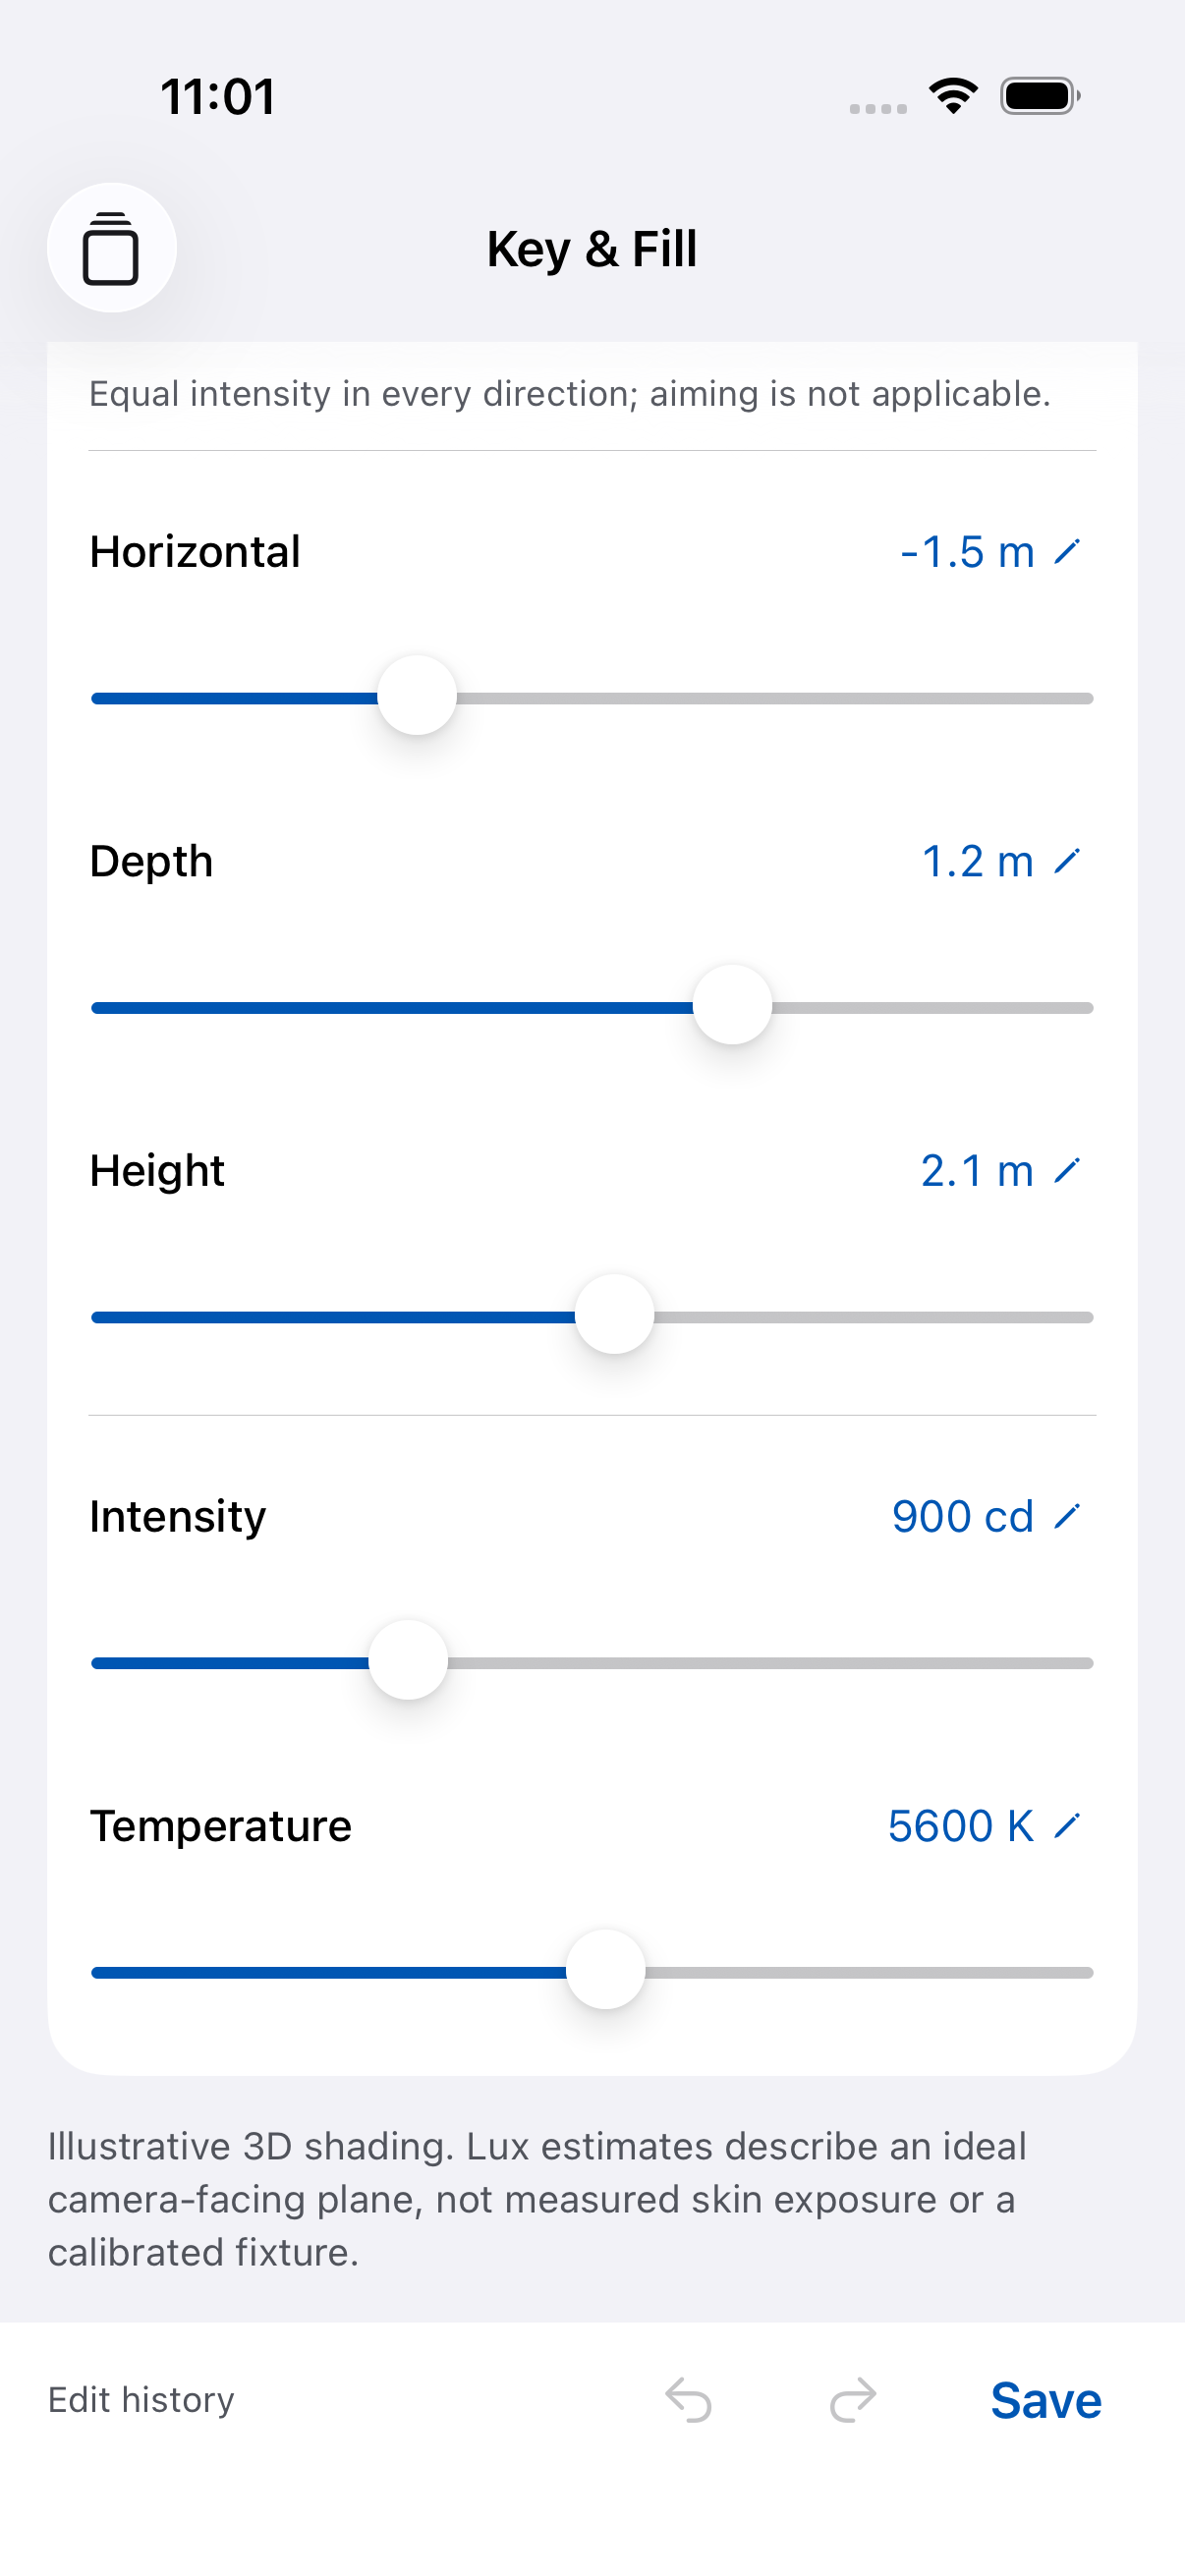 11:01
Key & Fill
Equal intensity in every direction; aiming is not applicable.
Horizontal
-1.5 m
Depth
1.2 m
Height
2.1 m
Intensity
900 cd
Temperature
5600 K
Illustrative 3D shading. Lux estimates describe an ideal
camera-facing plane, not measured skin exposure or a
calibrated fixture.
Edit history
Save